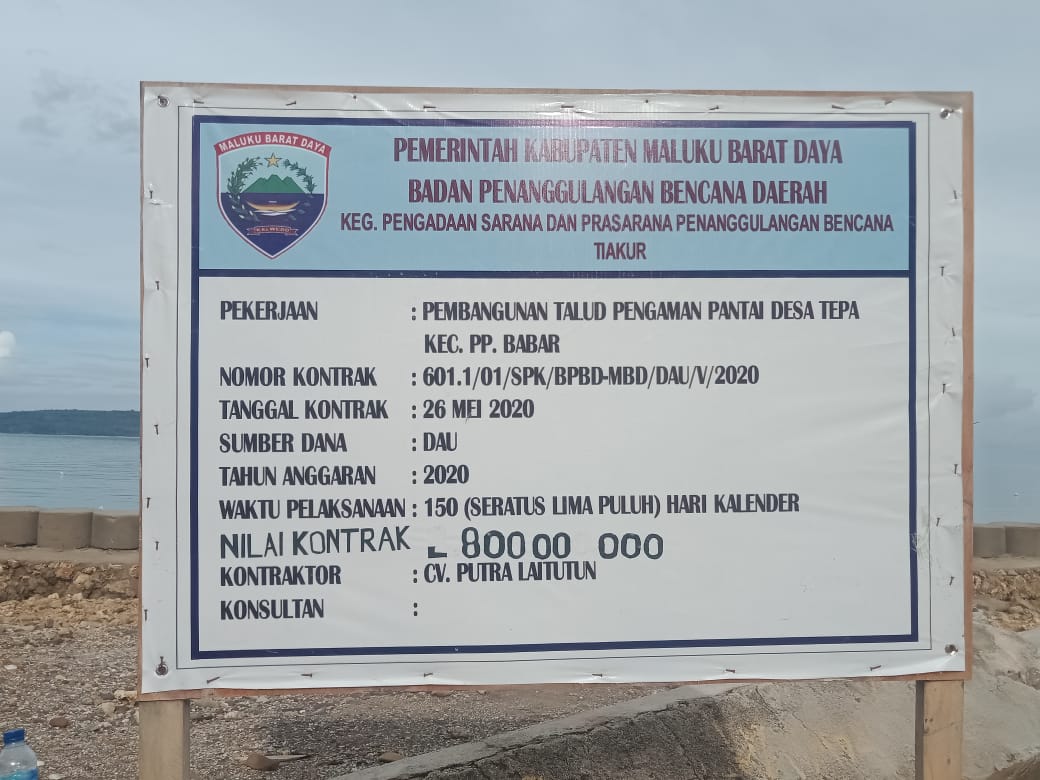 MALUKU BARAT DAYA
KALWEDO
PEMERINTAH KABUPATEN MALUKU BARAT DAYA
BADAN PENANGGULANGAN BENCANA DAERAH
KEG. PENGADAAN SARANA DAN PRASARANA PENANGGULANGAN BENCANA
TIAKUR
PEKERJAAN : PEMBANGUNAN TALUD PENGAMAN PANTAI DESA TEPA
KEC. PP. BABAR
NOMOR KONTRAK : 601.1/01/SPK/BPBD-MBD/DAU/V/2020
TANGGAL KONTRAK : 26 MEI 2020
SUMBER DANA : DAU
TAHUN ANGGARAN : 2020
WAKTU PELAKSANAAN : 150 (SERATUS LIMA PULUH) HARI KALENDER
NILAI KONTRAK 800 00 000
KONTRAKTOR : CV. PUTRA LAITUTUN
KONSULTAN :